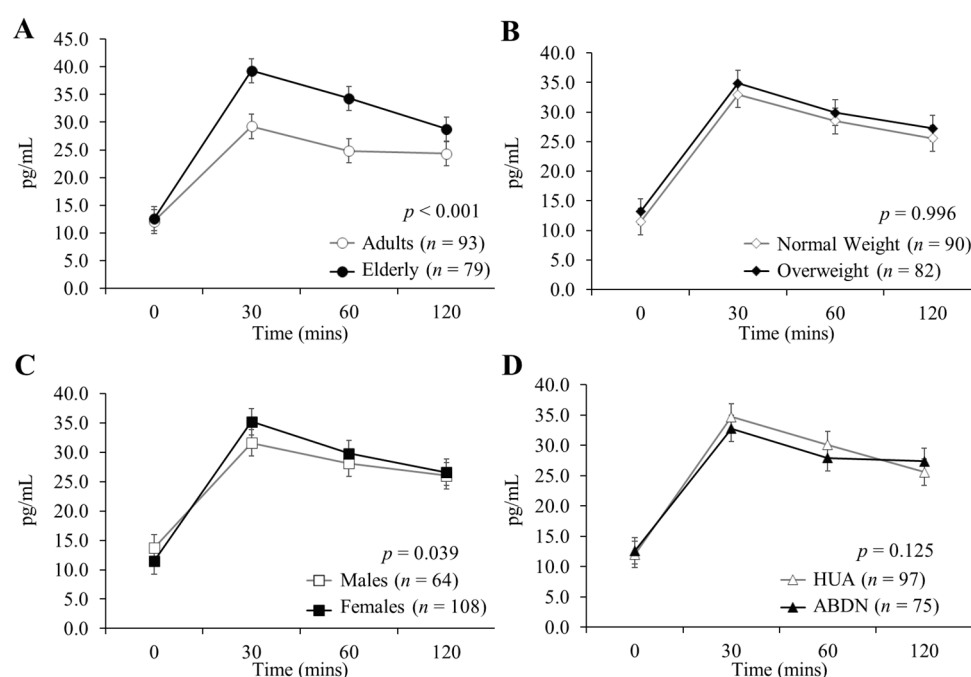 A
45.0
40.0
35.0
30.0
25.0
20.0
15.0
10.0
5.0
0.0
pg/mL
p < 0.001
Adults (n = 93)
Elderly (n = 79)
0 30 60 120
Time (mins)
B
40.0
35.0
30.0
25.0
20.0
15.0
10.0
5.0
0.0
pg/mL
p = 0.996
Normal Weight (n = 90)
Overweight (n = 82)
0 30 60 120
Time (mins)
C
40.0
35.0
30.0
25.0
20.0
15.0
10.0
5.0
0.0
pg/mL
p = 0.039
Males (n = 64)
Females (n = 108)
0 30 60 120
Time (mins)
D
40.0
35.0
30.0
25.0
20.0
15.0
10.0
5.0
0.0
pg/mL
p = 0.125
HUA (n = 97)
ABDN (n = 75)
0 30 60 120
Time (mins)